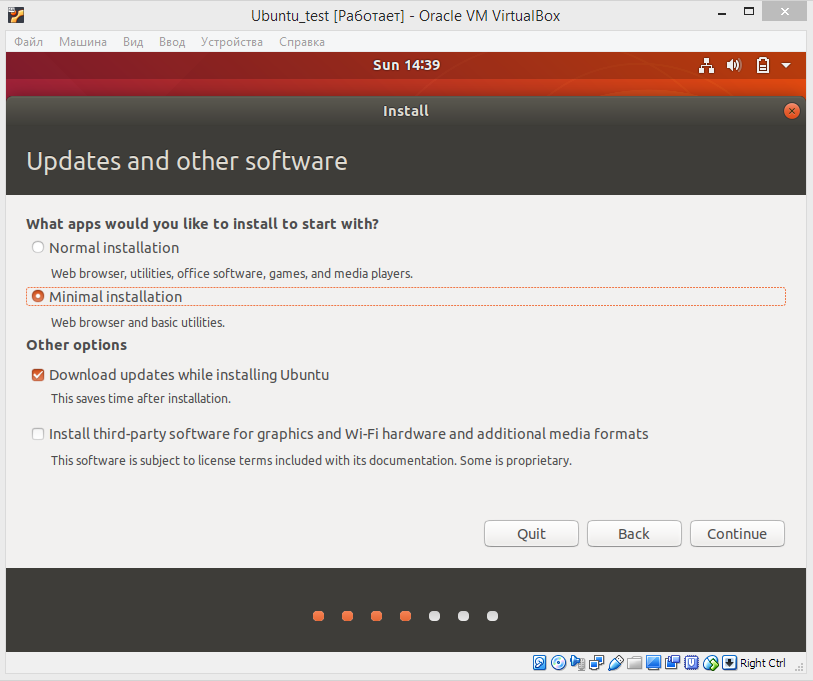 Ubuntu_test [Работает] - Oracle VM VirtualBox
Файл Машина Вид Ввод Устройства Справка
Sun 14:39
Install
Updates and other software
What apps would you like to install to start with?
Normal installation
Web browser, utilities, office software, games, and media players.
Minimal installation
Web browser and basic utilities.
Other options
Download updates while installing Ubuntu
This saves time after installation.
Install third-party software for graphics and Wi-Fi hardware and additional media formats
This software is subject to license terms included with its documentation. Some is proprietary.
Quit Back Continue
Right Ctrl